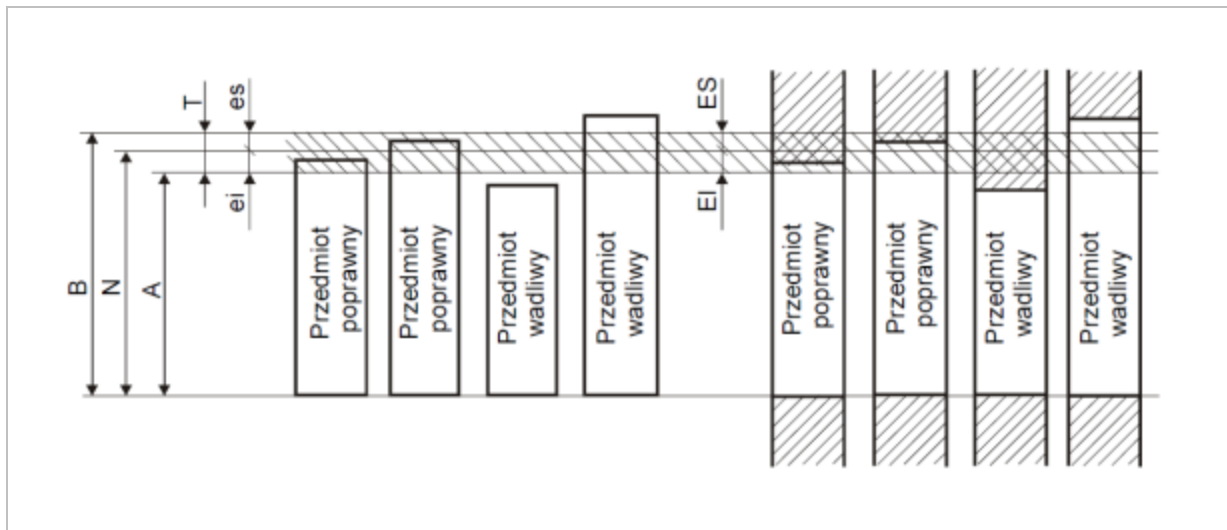 T
es
ES
B
N
A
ei
EI
Przedmiot
poprawny
Przedmiot
poprawny
Przedmiot
wadliwy
Przedmiot
wadliwy
Przedmiot
poprawny
Przedmiot
poprawny
Przedmiot
wadliwy
Przedmiot
wadliwy